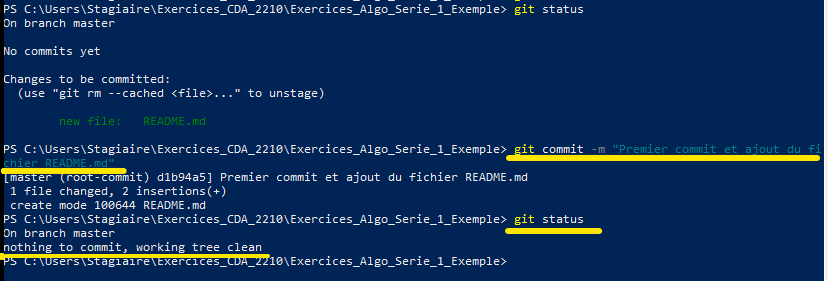 PS C:\Users\Stagiaire\Exercices_CDA_2210\Exercices_Algo_Serie_1_Exemple> git status
On branch master
No commits yet
Changes to be committed:
(use "git rm --cached <file>..." to unstage)
new file: README.md
PS C:\Users\Stagiaire\Exercices_CDA_2210\Exercices_Algo_Serie_1_Exemple> git commit -m "Premier commit et ajout du fi
chier README.md"
[master (root-commit) d1b94a5] Premier commit et ajout du fichier README.md
1 file changed, 2 insertions(+)
create mode 100644 README.md
PS C:\Users\Stagiaire\Exercices_CDA_2210\Exercices_Algo_Serie_1_Exemple> git status
On branch master
nothing to commit, working tree clean
PS C:\Users\Stagiaire\Exercices_CDA_2210\Exercices_Algo_Serie_1_Exemple>